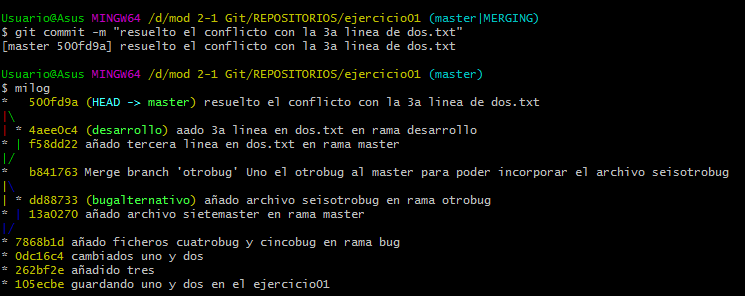 Usuario@Asus MINGW64 /d/mod 2-1 Git/REPOSITORIOS/ejercicio01 (master|MERGING)
$ git commit -m "resuelto el conflicto con la 3a linea de dos.txt"
[master 500fd9a] resuelto el conflicto con la 3a linea de dos.txt

Usuario@Asus MINGW64 /d/mod 2-1 Git/REPOSITORIOS/ejercicio01 (master)
$ milog
*   500fd9a (HEAD -> master) resuelto el conflicto con la 3a linea de dos.txt
|\
| * 4aee0c4 (desarrollo) aado 3a linea en dos.txt en rama desarrollo
* | f58dd22 añado tercera linea en dos.txt en rama master
|/
*   b841763 Merge branch 'otrobug' Uno el otrobug al master para poder incorporar el archivo seisotrobug
|\
| * dd88733 (bugalternativo) añado archivo seisotrobug en rama otrobug
* | 13a0270 añado archivo sietemaster en rama master
|/
* 7868b1d añado ficheros cuatrobug y cincobug en rama bug
* 0dc16c4 cambiados uno y dos
* 262bf2e añadido tres
* 105ecbe guardando uno y dos en el ejercicio01